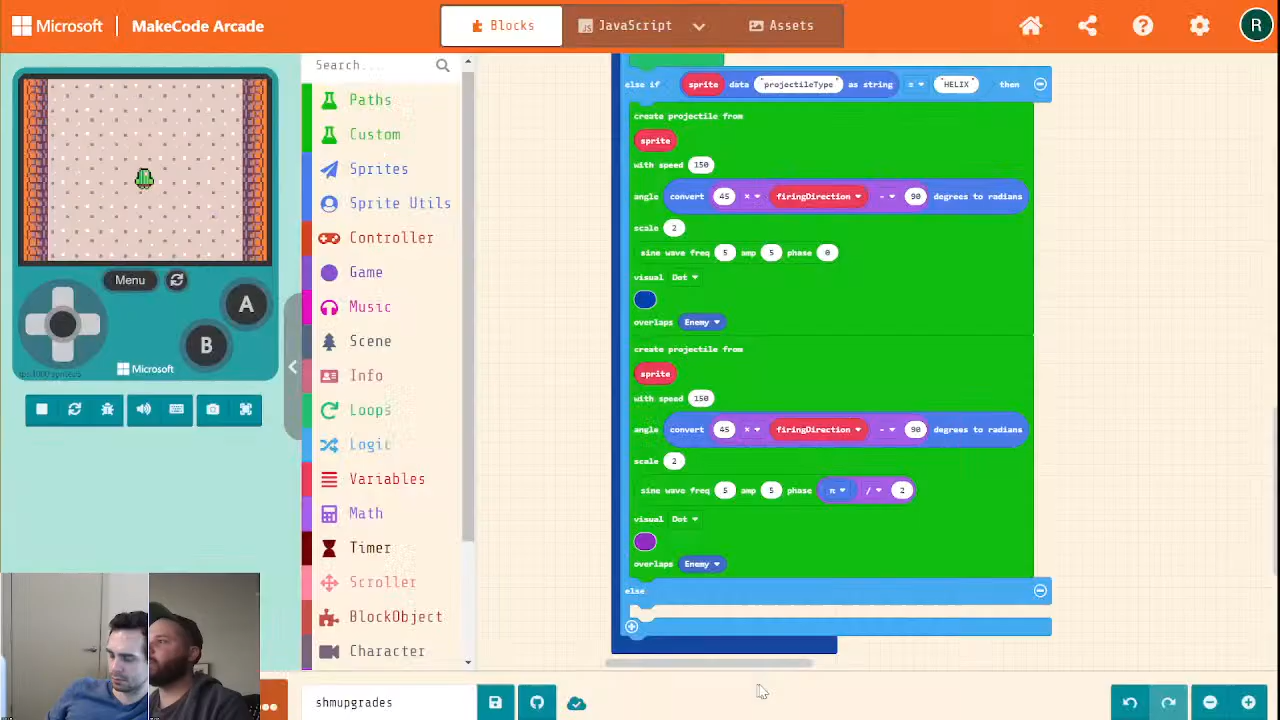 Microsoft
MakeCode Arcade
Blocks
JavaScript
Assets
R
Search...
Paths
Custom
Sprites
Sprite Utils
Controller
Game
Music
Scene
Info
Loops
Logic
Variables
Math
Timer
Scroller
BlockObject
Character
Menu
A
B
Microsoft
else if sprite data "projectileType" as string = "HELIX" then
create projectile from
sprite
with speed 150
angle convert 45 × firingDirection - 90 degrees to radians
scale 2
sine wave freq 5 amp 5 phase 0
visual Dot
overlaps Enemy
create projectile from
sprite
with speed 150
angle convert 45 × firingDirection - 90 degrees to radians
scale 2
sine wave freq 5 amp 5 phase π / 2
visual Dot
overlaps Enemy
else
shmupgrades